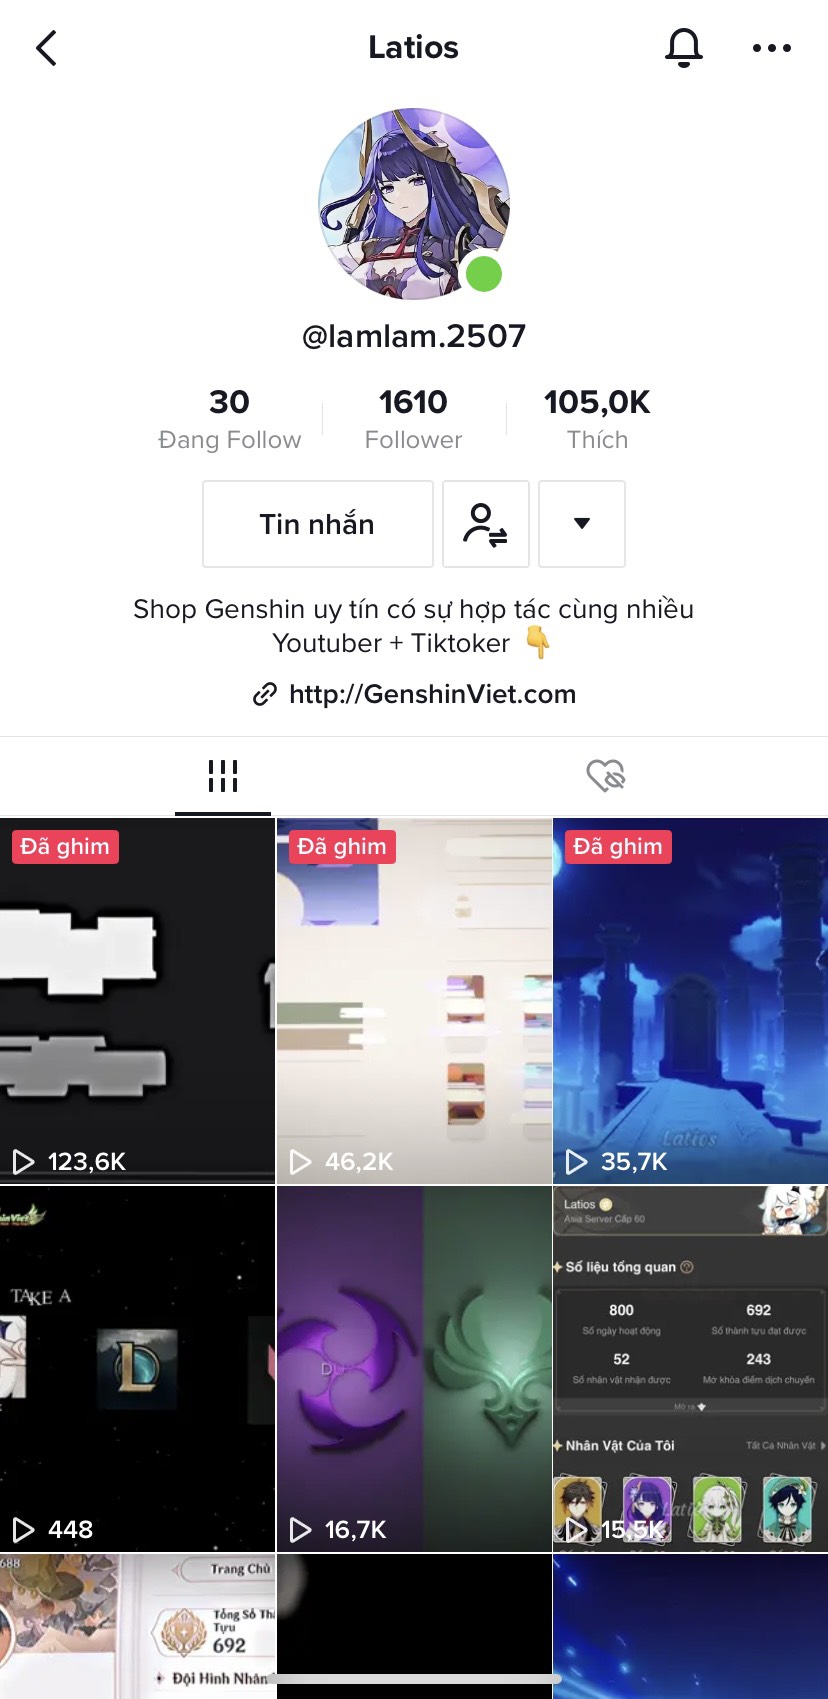 Latios
@lamlam.2507
30
Đang Follow
1610
Follower
105,0K
Thích
Tin nhắn
Shop Genshin uy tín có sự hợp tác cùng nhiều
Youtuber + Tiktoker 👇
http://GenshinViet.com
Đã ghim
Đã ghim
Đã ghim
Latios
123,6K
46,2K
35,7K
TAKE A
448
16,7K
Latios
Asia Server Cấp 60
Số liệu tổng quan
800
Số ngày hoạt động
692
Số thành tựu đạt được
52
Số nhân vật nhận được
243
Mở khóa điểm dịch chuyển
Mở ra
Nhân Vật Của Tôi
Tất Cả Nhân Vật
15,5K
688
Trang Chủ
Tổng Số Thà
Tựu
692
Đội Hình Nhân